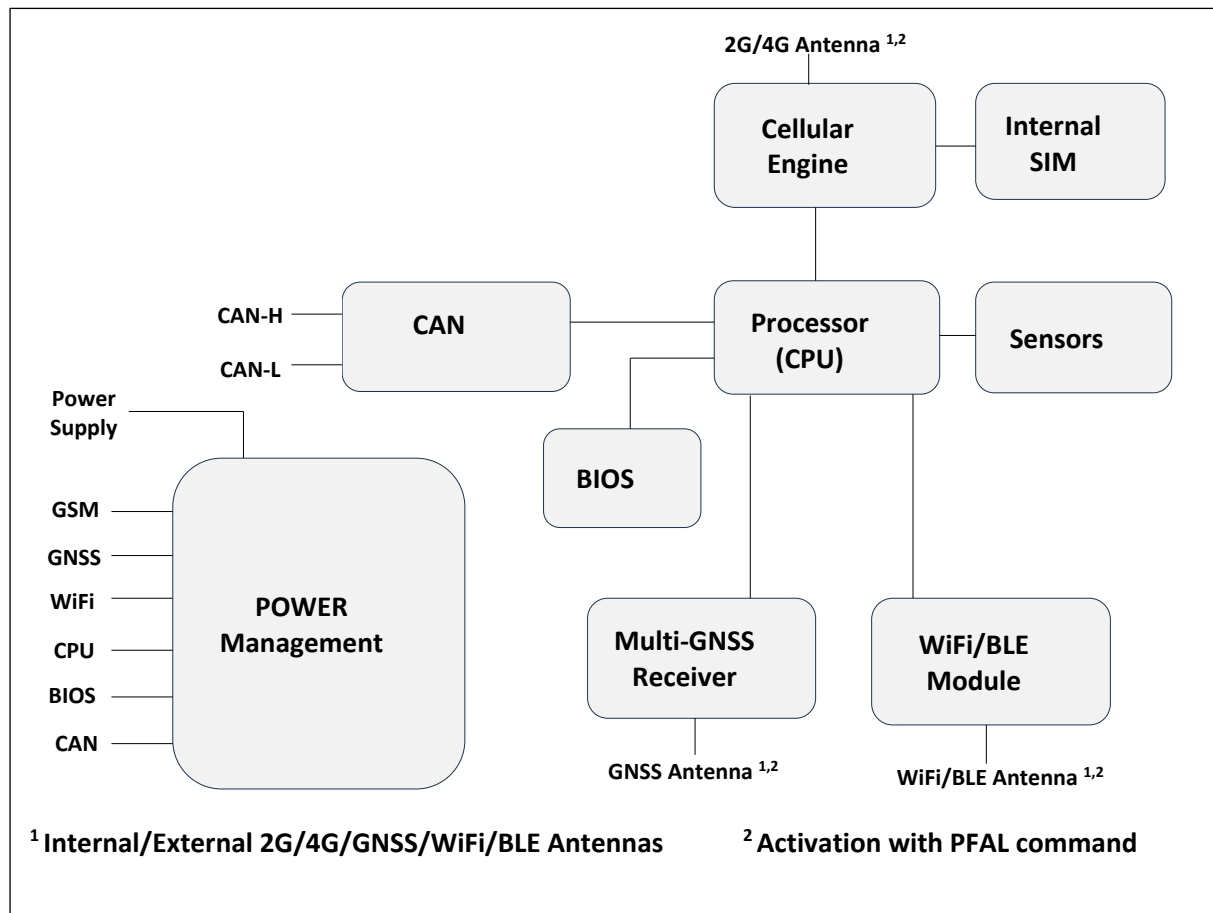 2G/4G Antenna 1,2
Cellular
Engine
Internal
SIM
CAN-H
CAN-L
CAN
Processor
(CPU)
Sensors
Power
Supply
BIOS
GSM
GNSS
WiFi
CPU
BIOS
CAN
POWER
Management
Multi-GNSS
Receiver
WiFi/BLE
Module
GNSS Antenna 1,2
WiFi/BLE Antenna 1,2
1 Internal/External 2G/4G/GNSS/WiFi/BLE Antennas
2 Activation with PFAL command